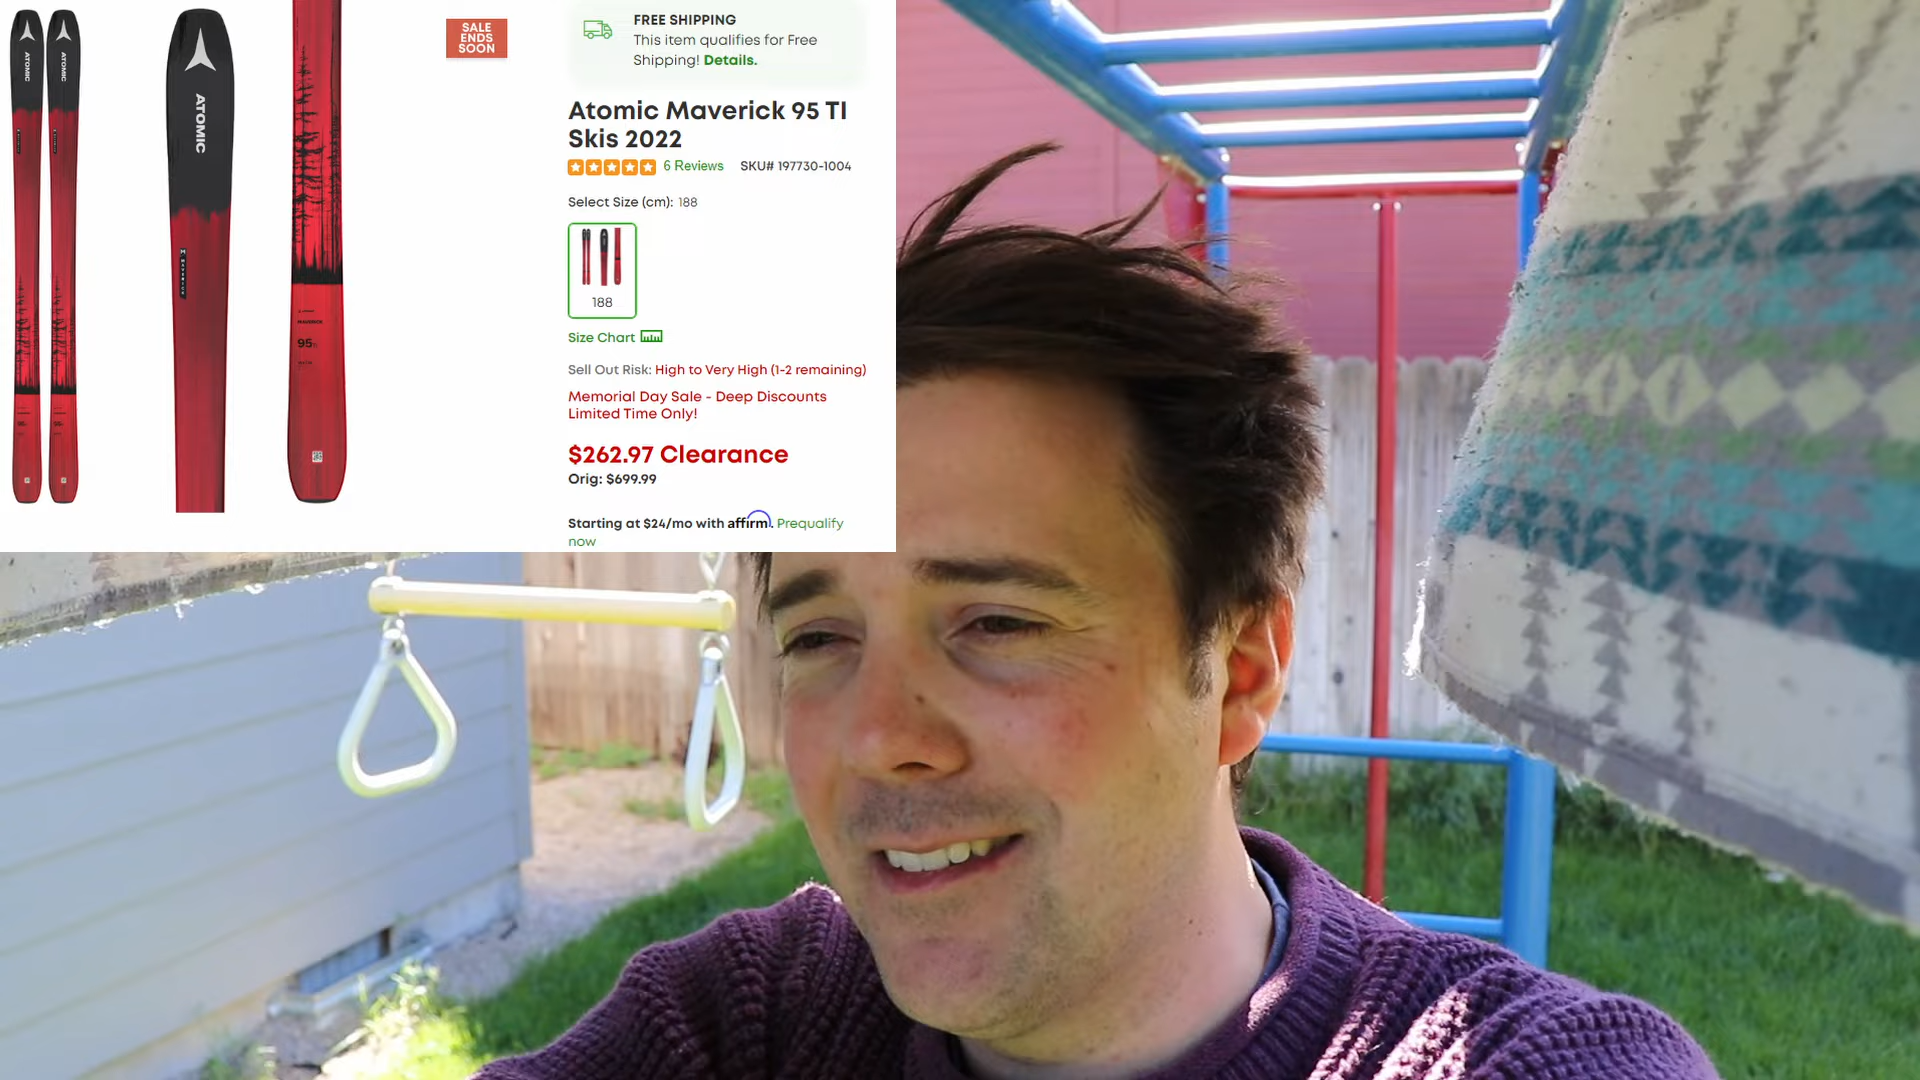 ATOMIC
ATOMIC
ATOMIC
MAVERICK
95
SALE
ENDS
SOON
FREE SHIPPING
This item qualifies for Free
Shipping! Details.
Atomic Maverick 95 TI
Skis 2022
6 Reviews SKU# 197730-1004
Select Size (cm): 188
188
Size Chart
Sell Out Risk: High to Very High (1-2 remaining)
Memorial Day Sale - Deep Discounts
Limited Time Only!
$262.97 Clearance
Orig: $699.99
Starting at $24/mo with affirm. Prequalify
now